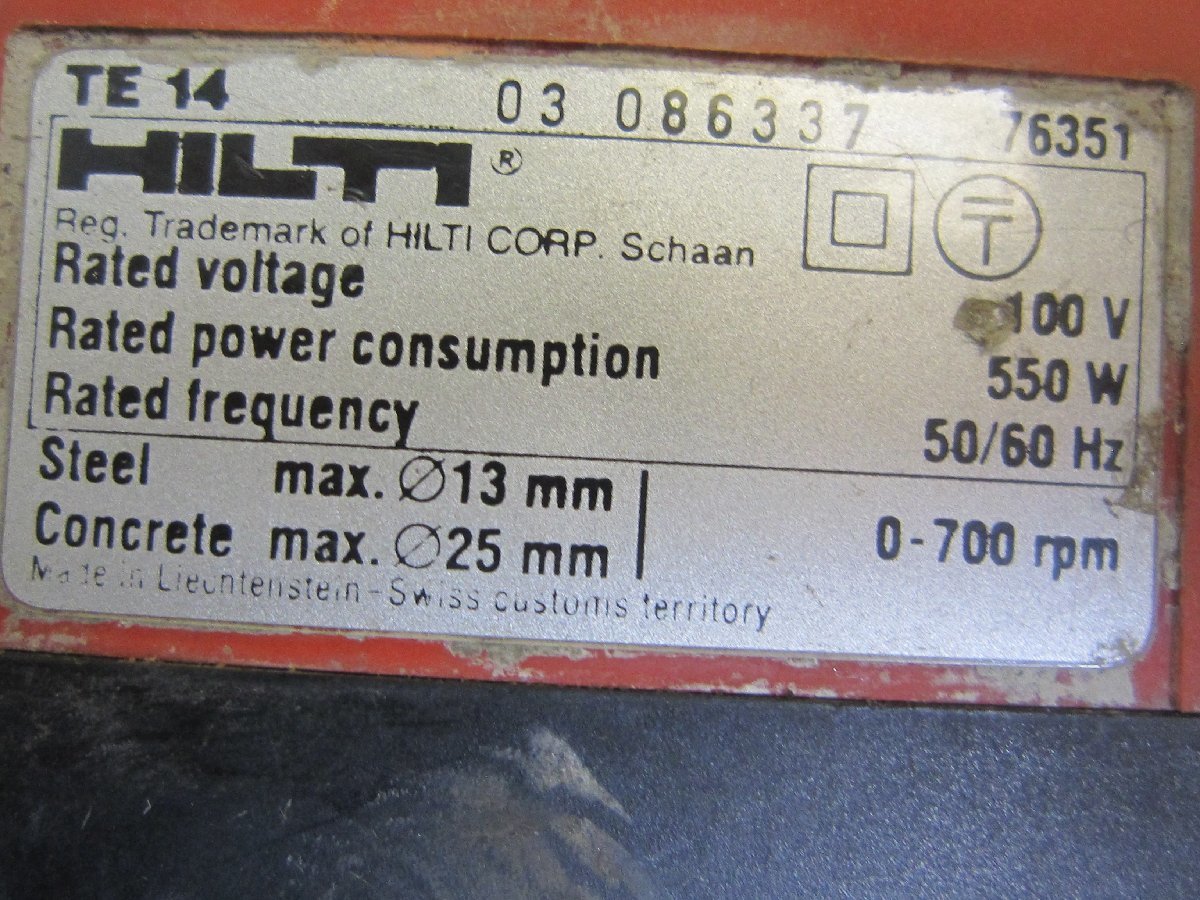 TE 14 03 086337 76351
HILTI ®
Reg. Trademark of HILTI CORP. Schaan
Rated voltage 100 V
Rated power consumption 550 W
Rated frequency 50/60 Hz
Steel max. Ø13 mm
Concrete max. Ø25 mm 0-700 rpm
Made in Liechtenstein-Swiss customs territory